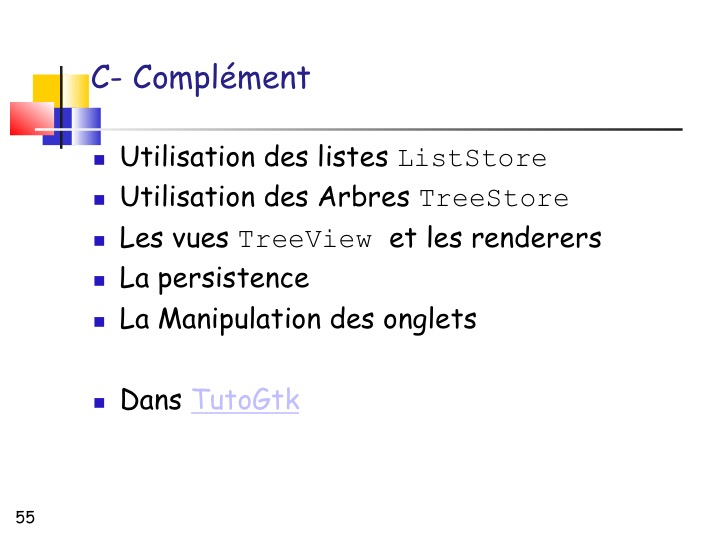 C- Complément
Utilisation des listes ListStore
Utilisation des Arbres TreeStore
Les vues TreeView et les renderers
La persistence
La Manipulation des onglets
Dans TutoGtk
55